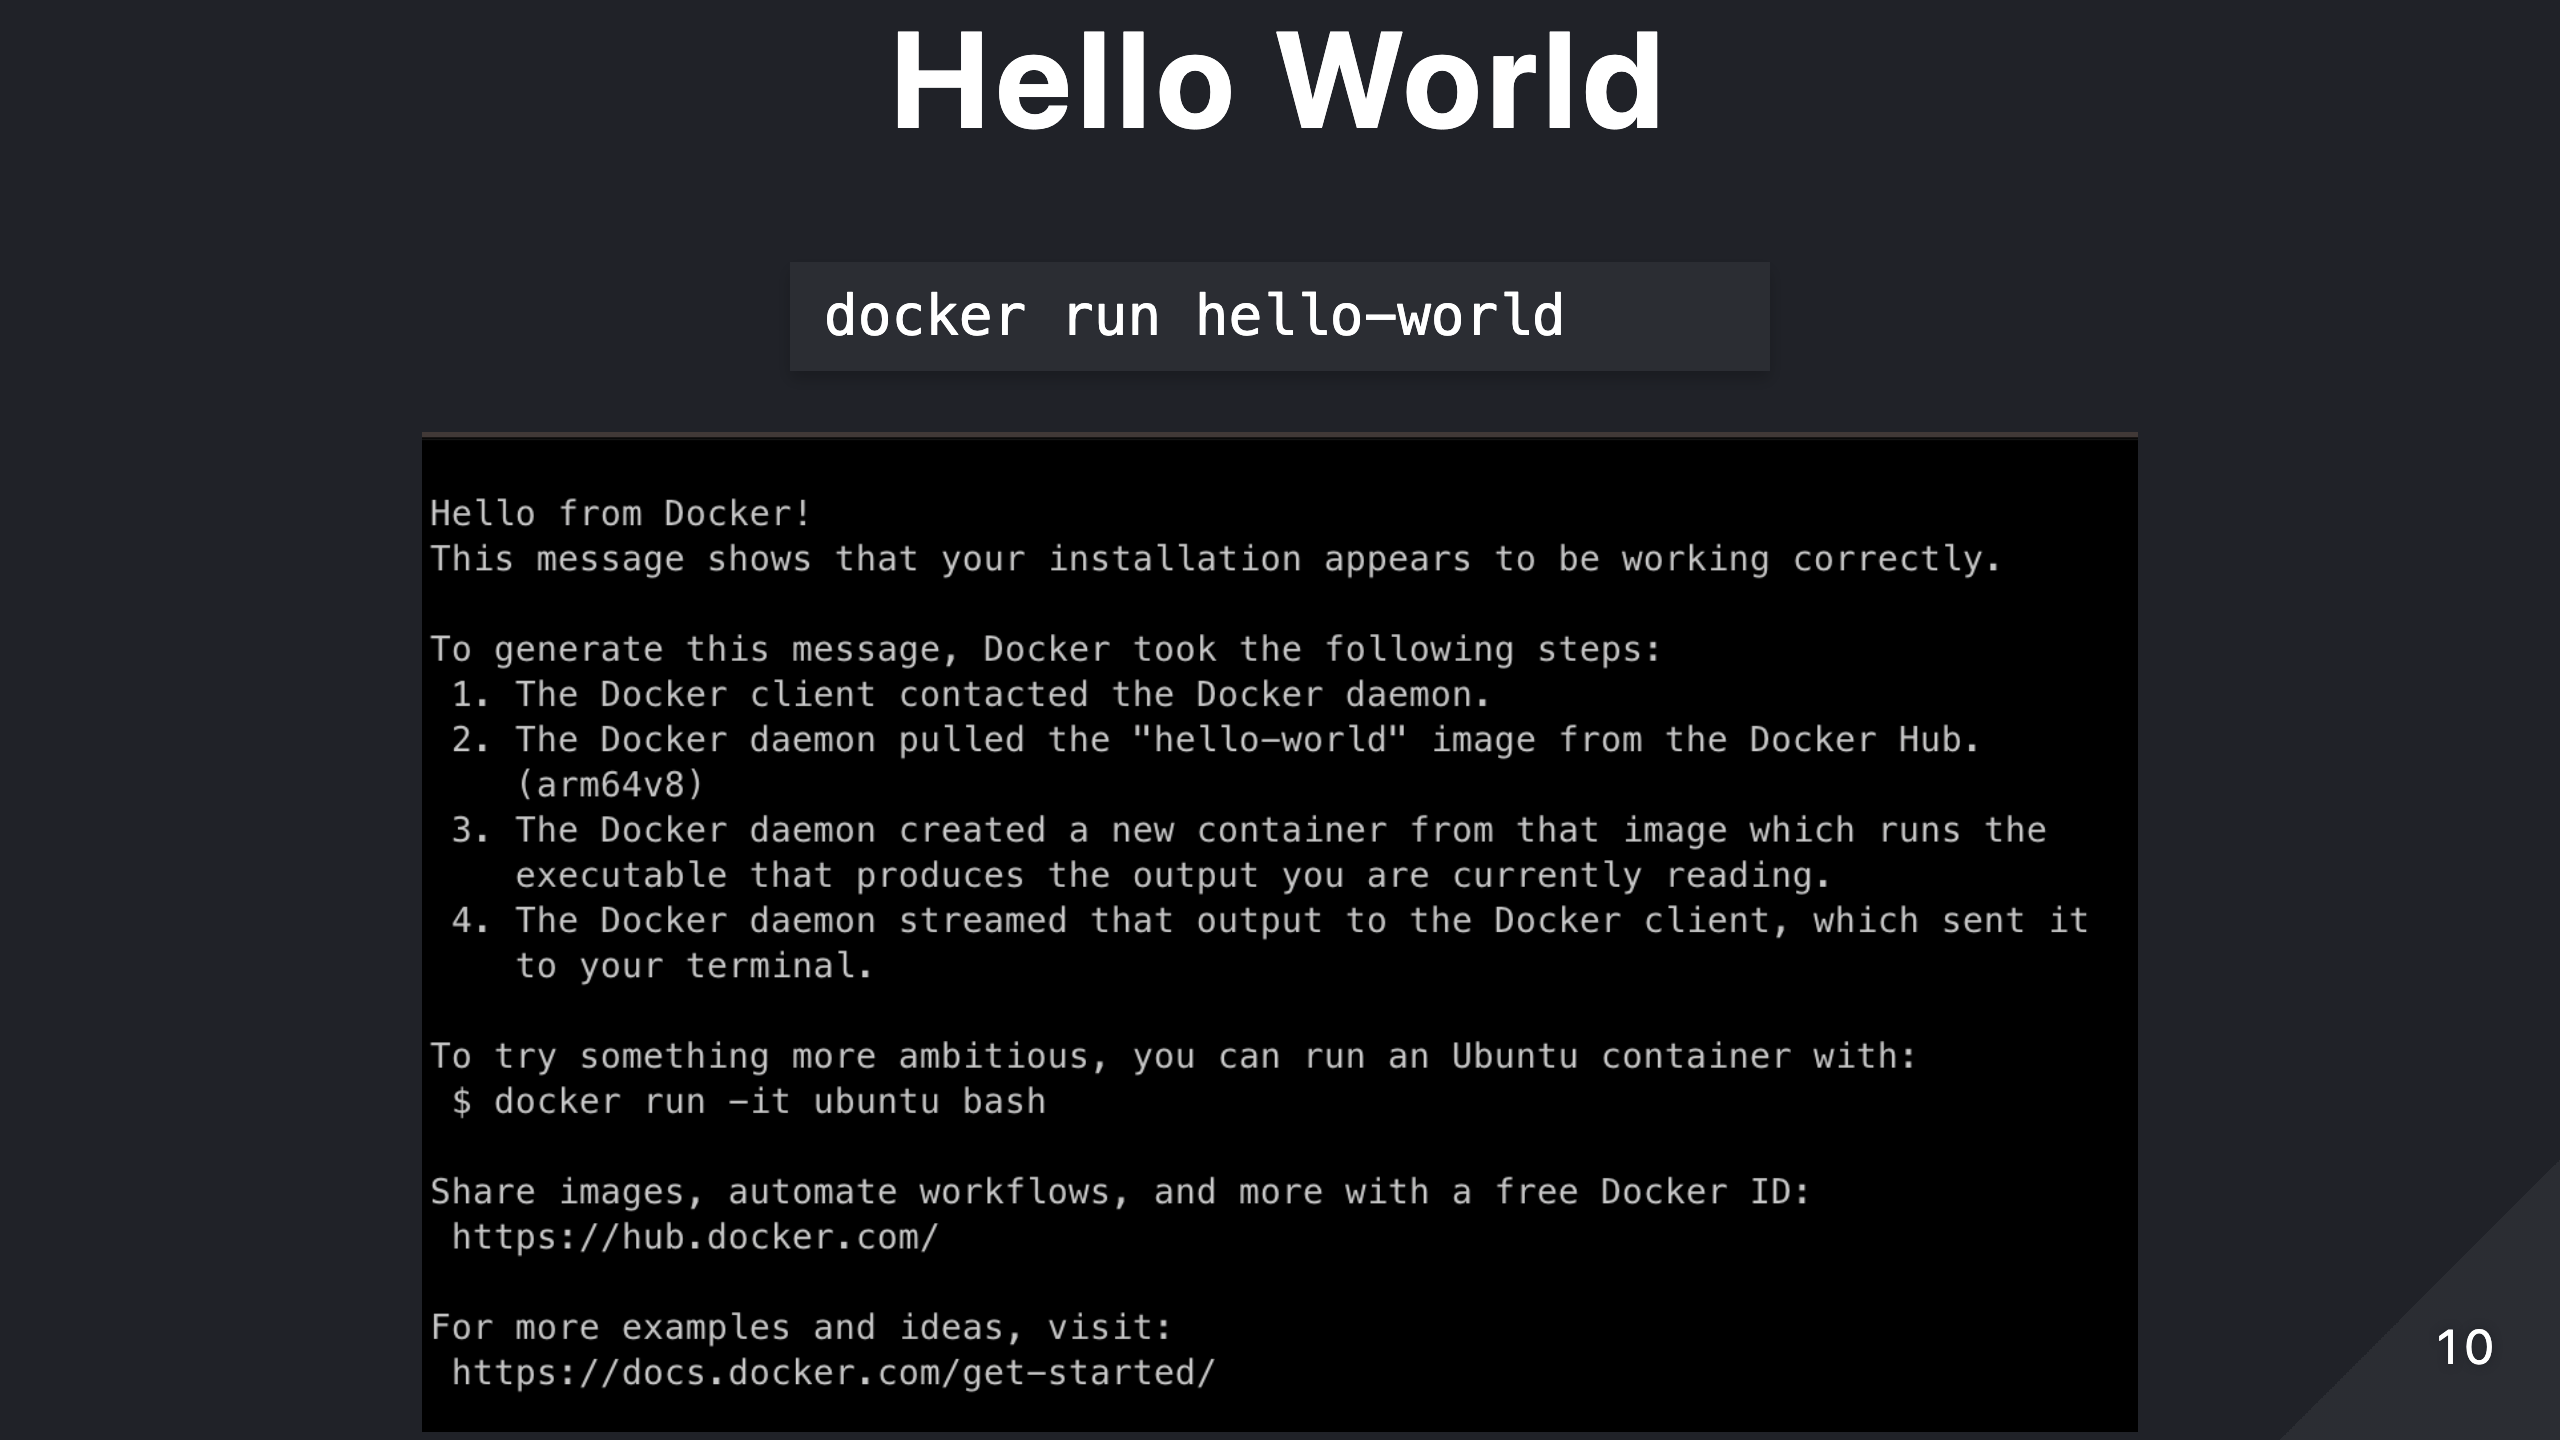 Hello World
docker run hello-world
Hello from Docker!
This message shows that your installation appears to be working correctly.
To generate this message, Docker took the following steps:
1. The Docker client contacted the Docker daemon.
2. The Docker daemon pulled the "hello-world" image from the Docker Hub.
(arm64v8)
3. The Docker daemon created a new container from that image which runs the
executable that produces the output you are currently reading.
4. The Docker daemon streamed that output to the Docker client, which sent it
to your terminal.
To try something more ambitious, you can run an Ubuntu container with:
$ docker run -it ubuntu bash
Share images, automate workflows, and more with a free Docker ID:
https://hub.docker.com/
For more examples and ideas, visit:
https://docs.docker.com/get-started/
10